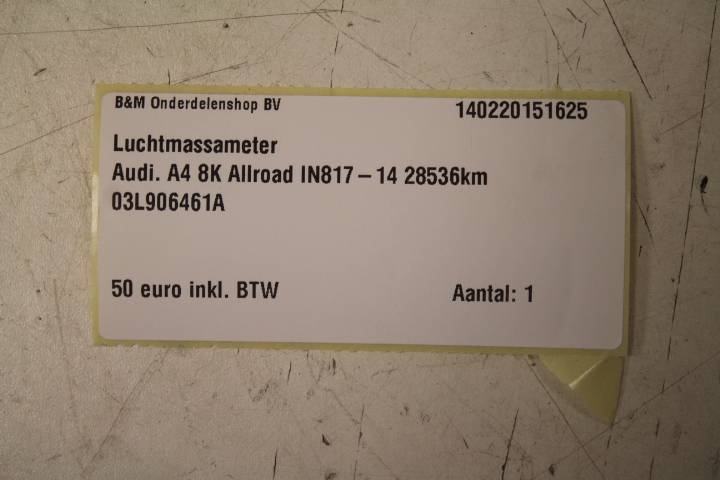 B&M Onderdelenshop BV 140220151625
Luchtmassameter
Audi. A4 8K Allroad IN817 – 14 28536km
03L906461A
50 euro inkl. BTW Aantal: 1